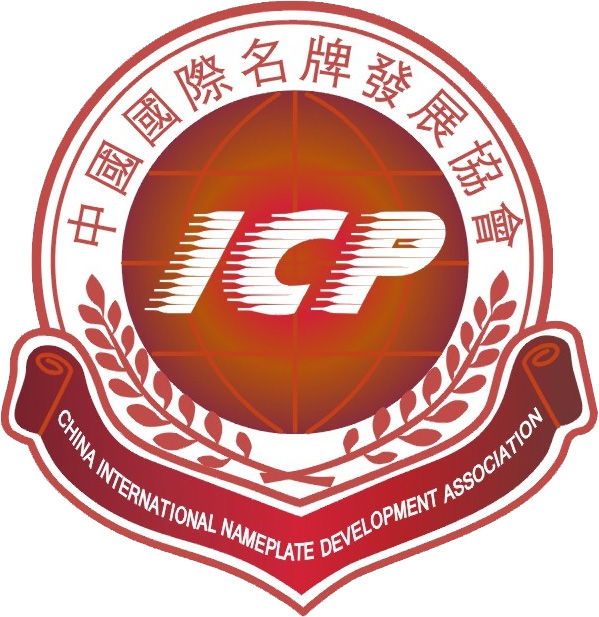 中國國際名牌發展協會
ICP
CHINA INTERNATIONAL NAMEPLATE DEVELOPMENT ASSOCIATION